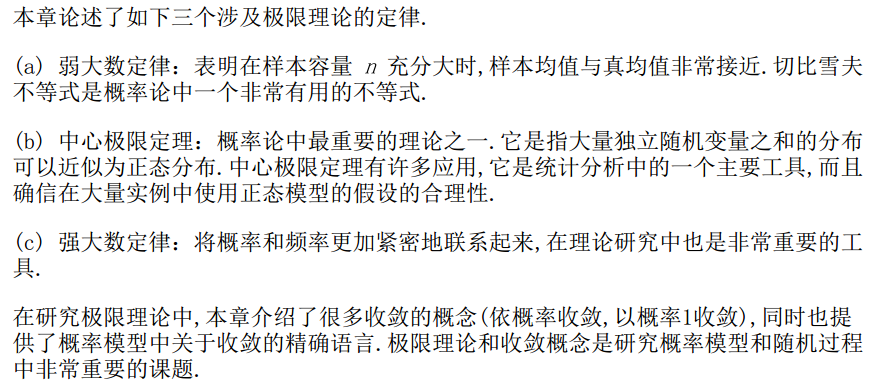 本章论述了如下三个涉及极限理论的定律.
(a) 弱大数定律：表明在样本容量 n 充分大时,样本均值与真均值非常接近.切比雪夫
不等式是概率论中一个非常有用的不等式.
(b) 中心极限定理：概率论中最重要的理论之一.它是指大量独立随机变量之和的分布
可以近似为正态分布.中心极限定理有许多应用,它是统计分析中的一个主要工具,而且
确信在大量实例中使用正态模型的假设的合理性.
(c) 强大数定律：将概率和频率更加紧密地联系起来,在理论研究中也是非常重要的工
具.
在研究极限理论中,本章介绍了很多收敛的概念(依概率收敛,以概率1收敛),同时也提
供了概率模型中关于收敛的精确语言.极限理论和收敛概念是研究概率模型和随机过程
中非常重要的课题.